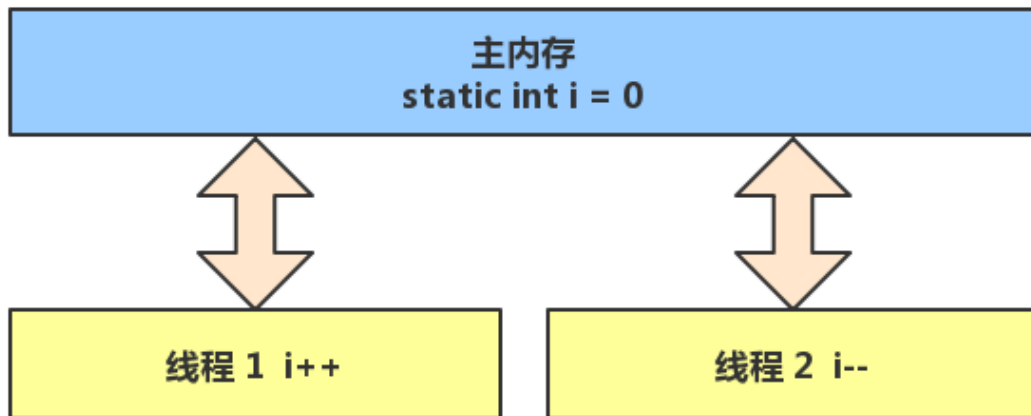 主内存
static int i = 0
线程 1  i++
线程 2  i--